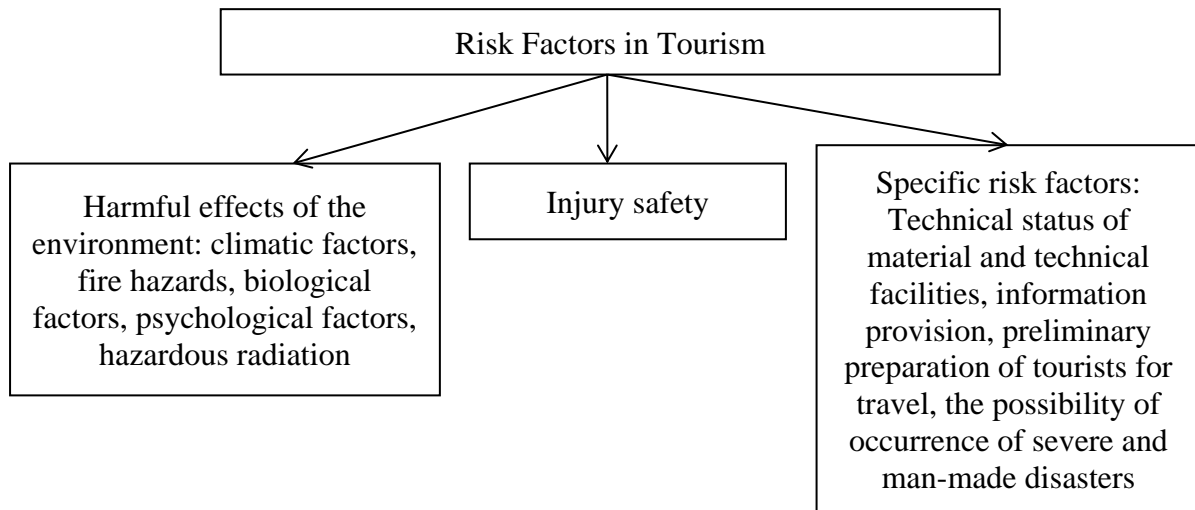 Risk Factors in Tourism
Harmful effects of the
environment: climatic factors,
fire hazards, biological
factors, psychological factors,
hazardous radiation
Injury safety
Specific risk factors:
Technical status of
material and technical
facilities, information
provision, preliminary
preparation of tourists for
travel, the possibility of
occurrence of severe and
man-made disasters